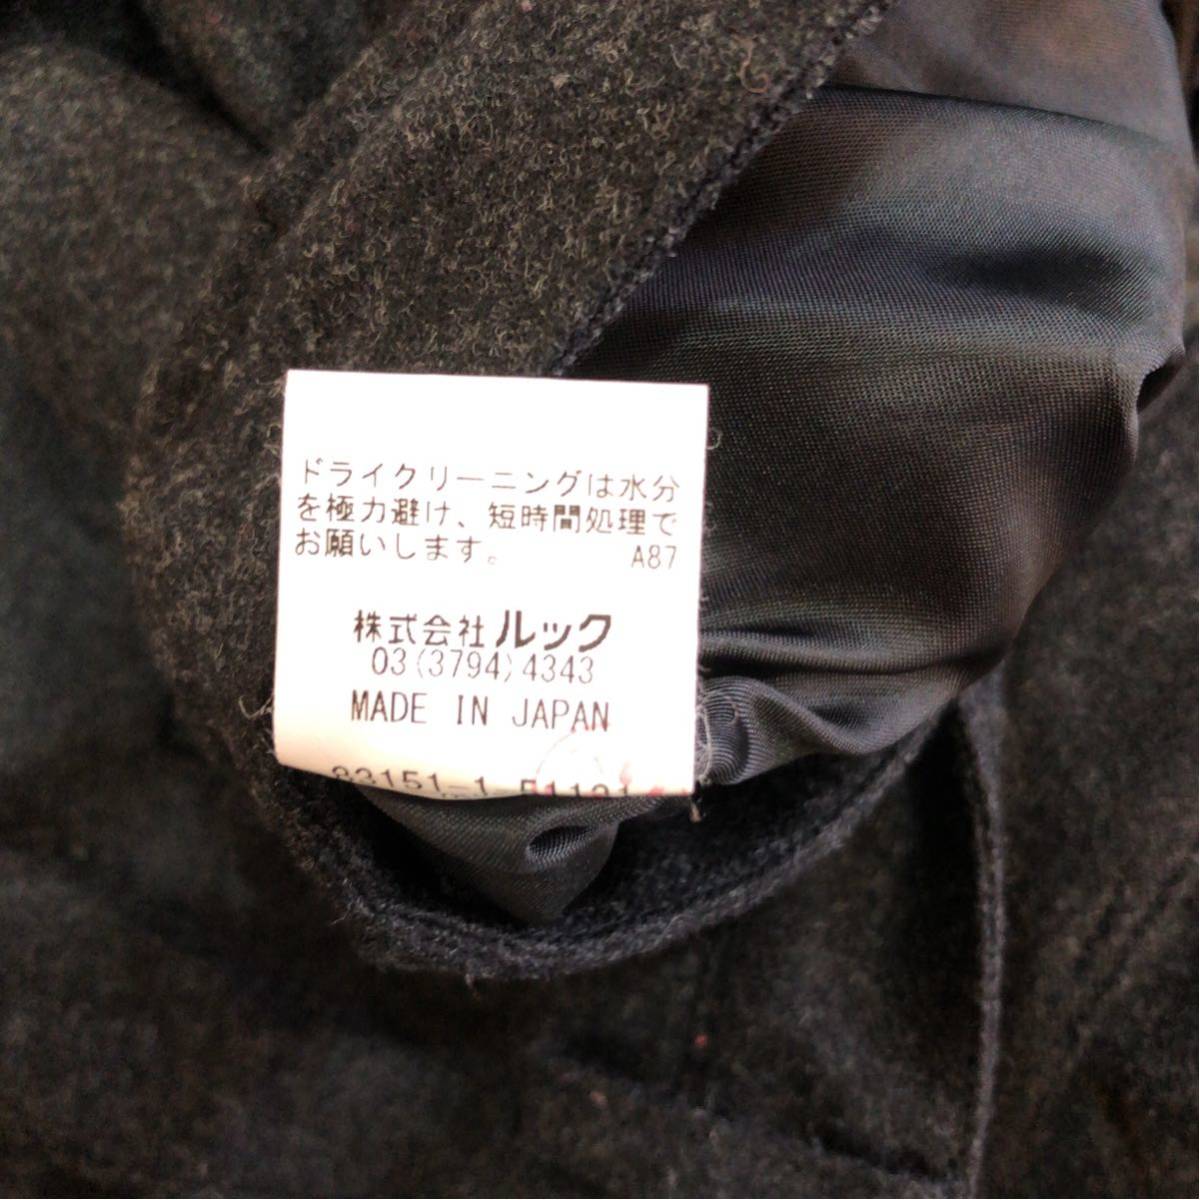 ドライクリーニングは水分
を極力避け、短時間処理で
お願いします。 A87
株式会社ルック
03(3794)4343
MADE IN JAPAN